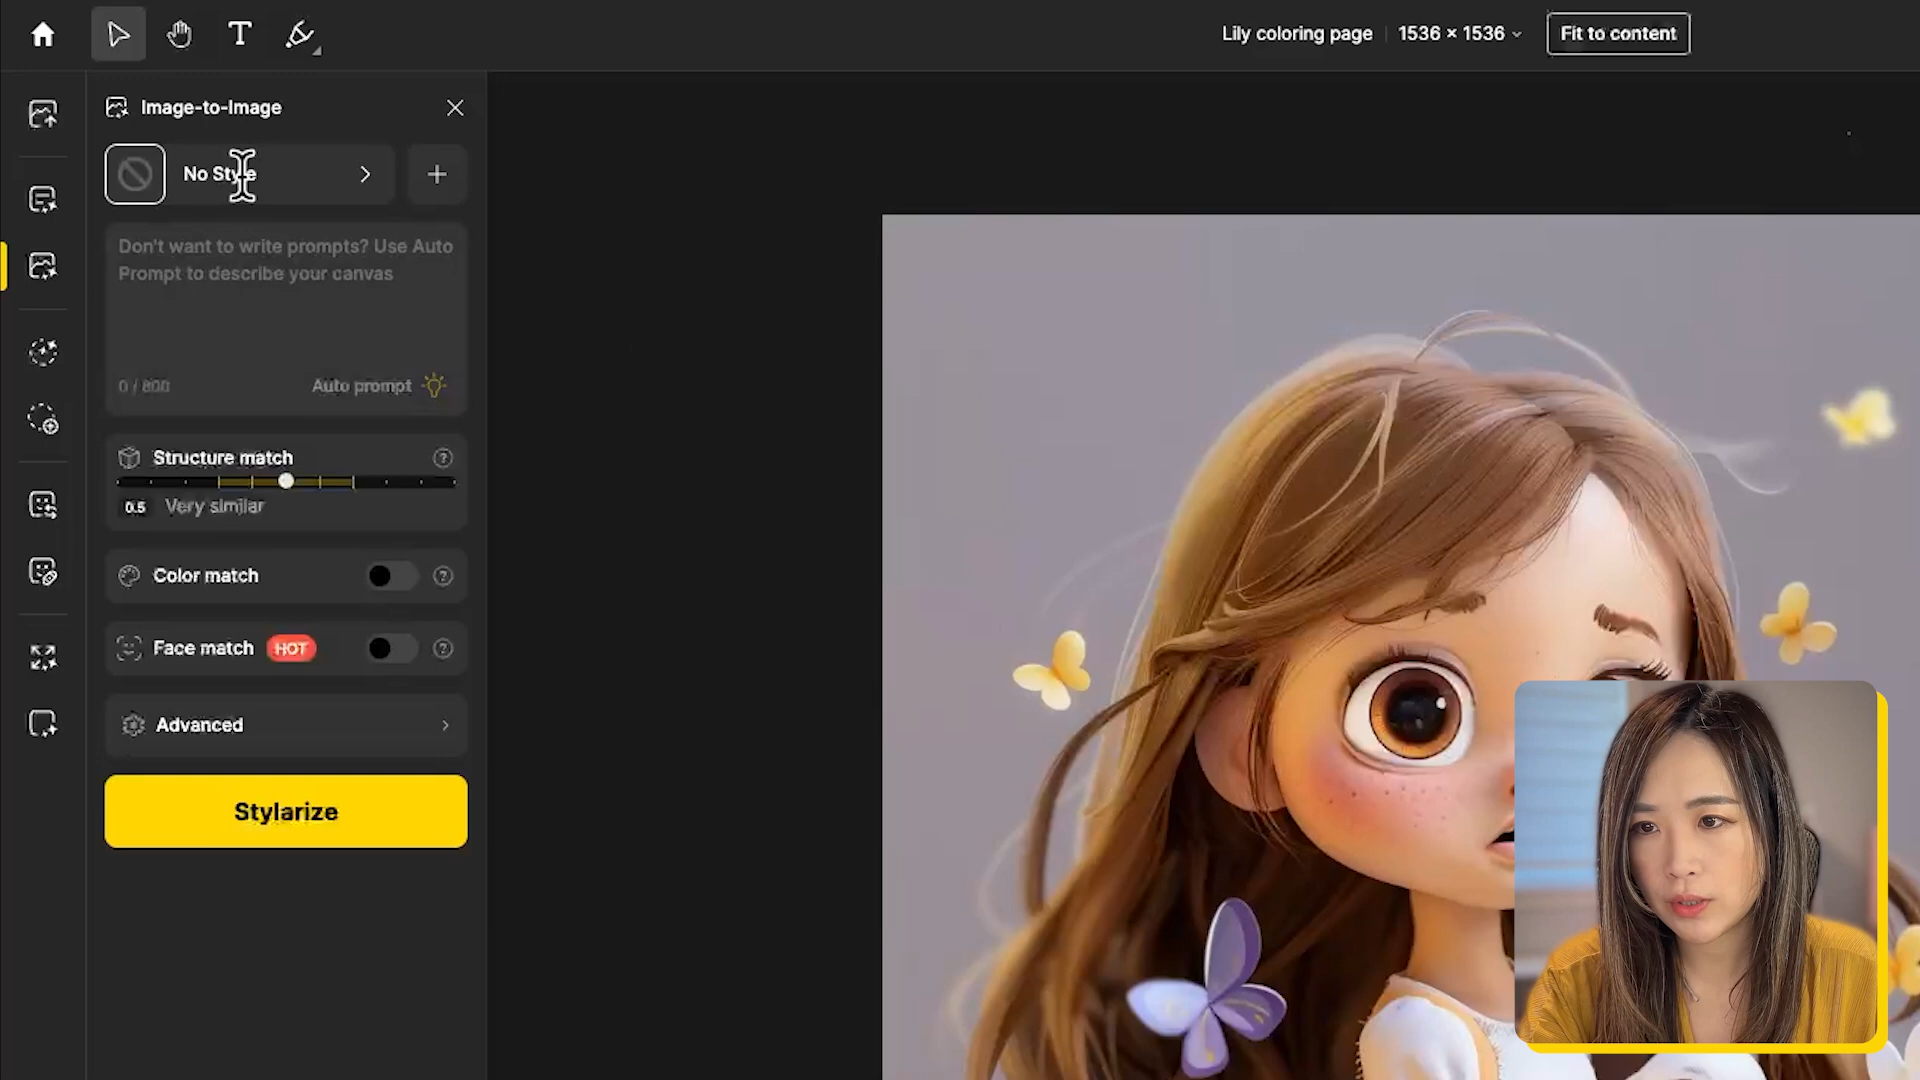 T
Lily coloring page
1536 × 1536
Fit to content
Image-to-Image
No Style
Don't want to write prompts? Use Auto
Prompt to describe your canvas
0 / 800
Auto prompt
Structure match
0.5
Very similar
Color match
Face match
HOT
Advanced
Stylarize